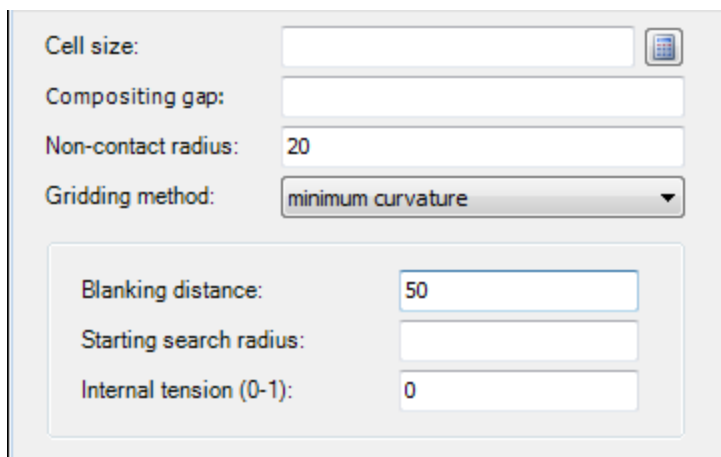 Cell size:
Compositing gap:
Non-contact radius: 20
Gridding method: minimum curvature
Blanking distance: 50
Starting search radius:
Internal tension (0-1): 0